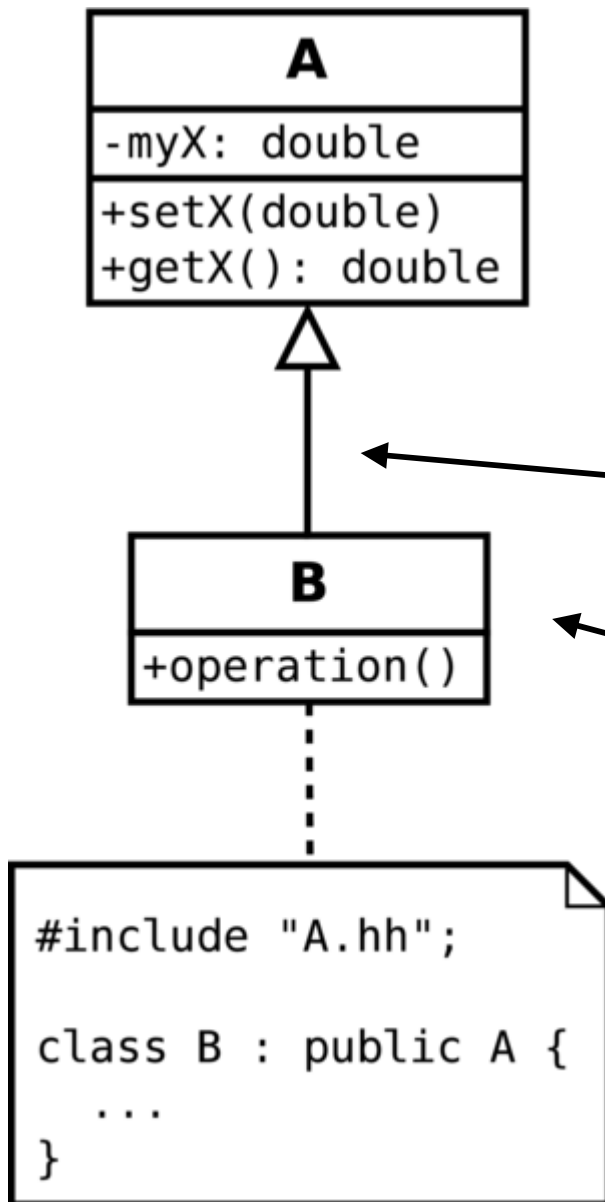 A
-myX: double
+setX(double)
+getX(): double
B
+operation()
#include "A.hh";
class B : public A {
...
}